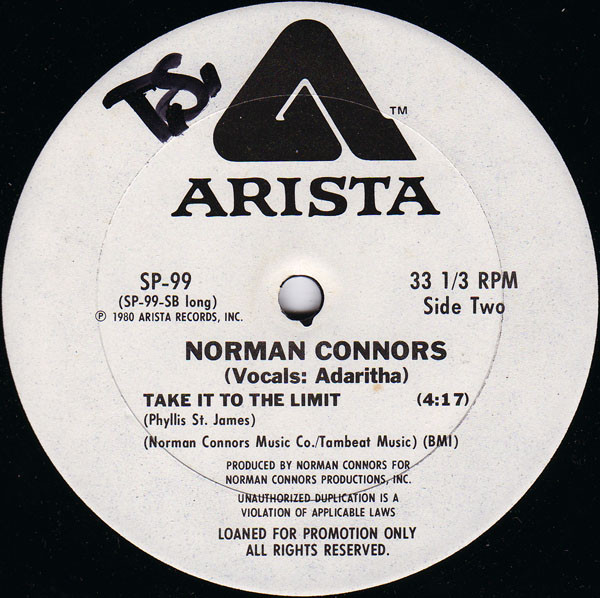 T.S.
TM
ARISTA
SP-99
(SP-99-SB long)
℗ 1980 ARISTA RECORDS, INC.
33 1/3 RPM
Side Two
NORMAN CONNORS
(Vocals: Adaritha)
TAKE IT TO THE LIMIT (4:17)
(Phyllis St. James)
(Norman Connors Music Co./Tambeat Music) (BMI)
PRODUCED BY NORMAN CONNORS FOR
NORMAN CONNORS PRODUCTIONS, INC.
UNAUTHORIZED DUPLICATION IS A
VIOLATION OF APPLICABLE LAWS
LOANED FOR PROMOTION ONLY
ALL RIGHTS RESERVED.